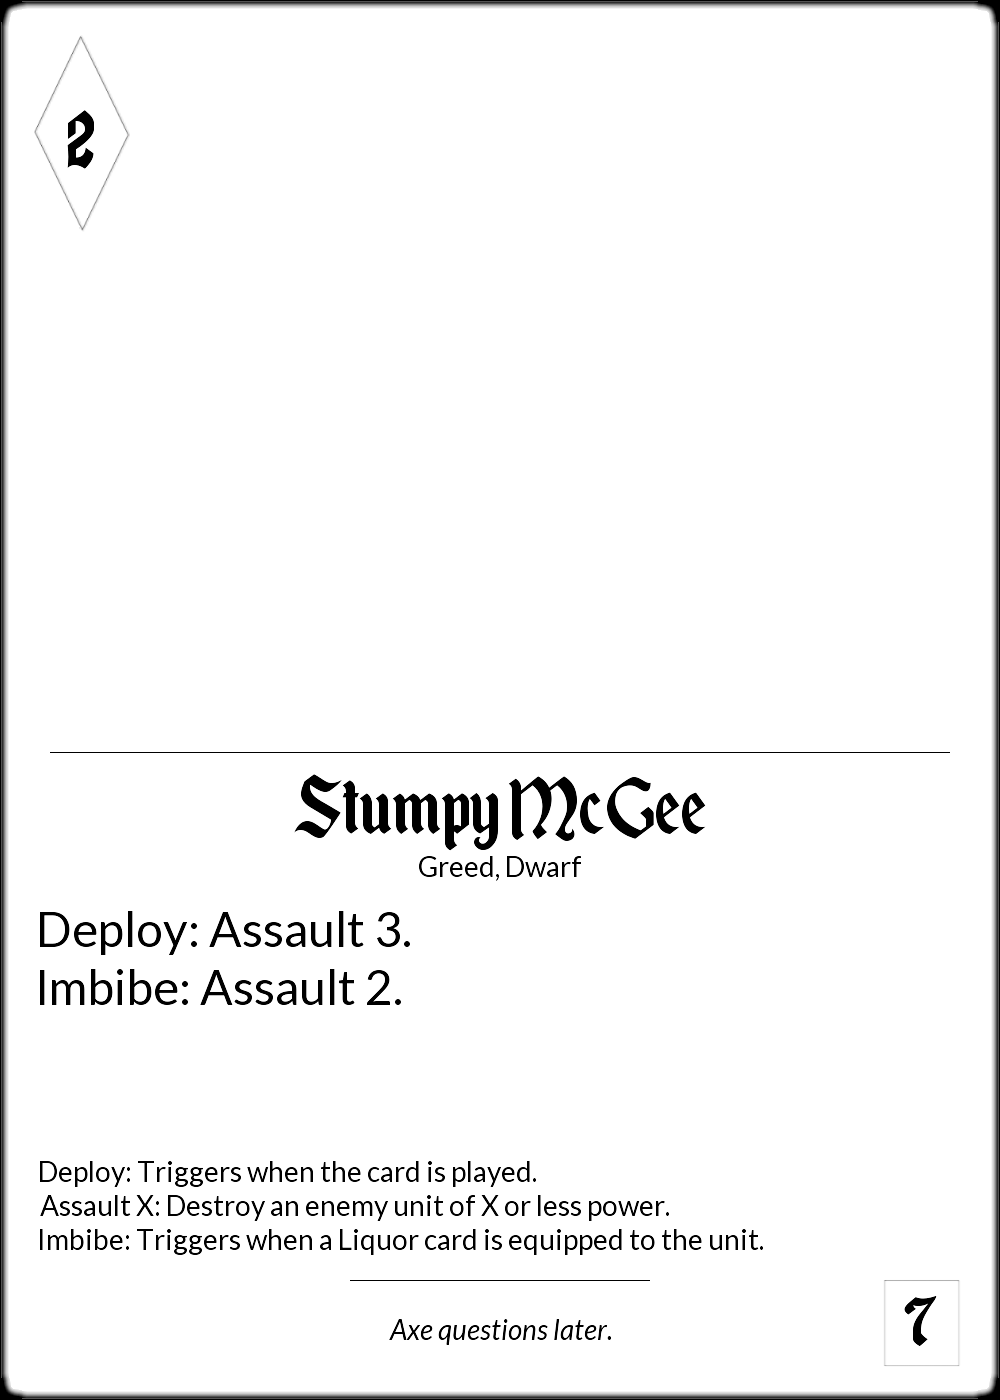 2
Stumpy McGee
Greed, Dwarf
Deploy: Assault 3.
Imbibe: Assault 2.
Deploy: Triggers when the card is played.
Assault X: Destroy an enemy unit of X or less power.
Imbibe: Triggers when a Liquor card is equipped to the unit.
Axe questions later.
7